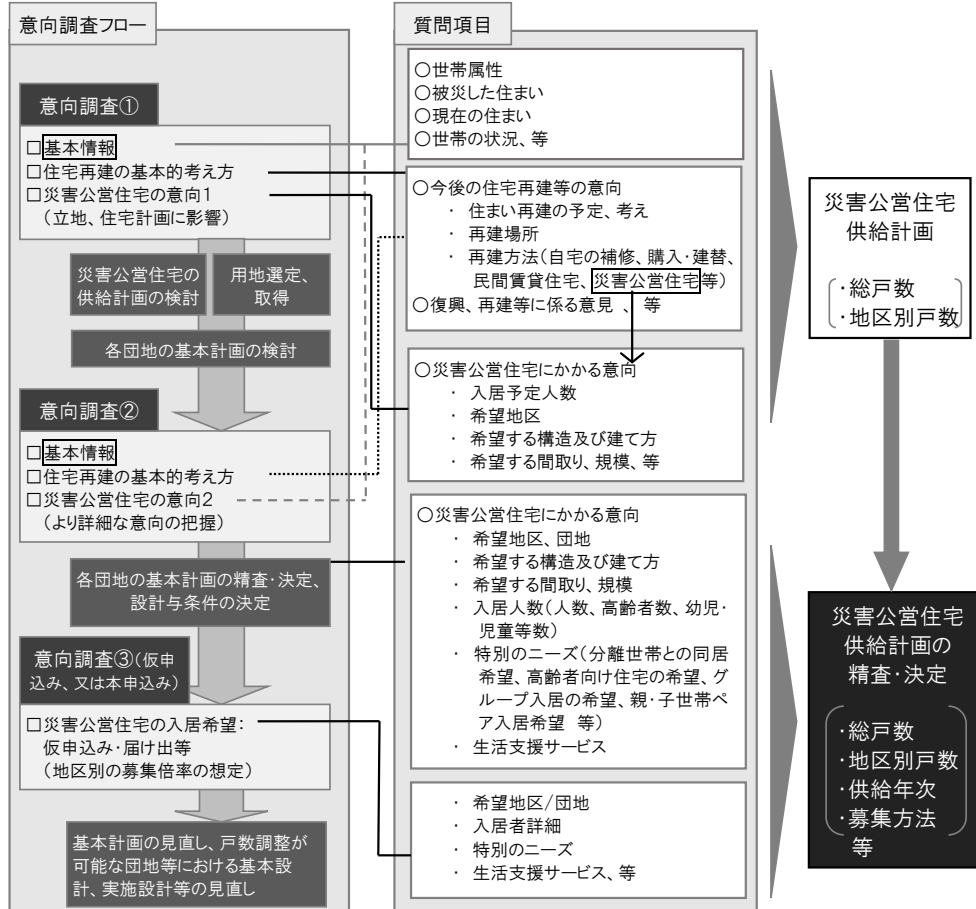 意向調査フロー
意向調査①
□基本情報
□住宅再建の基本的考え方
□災害公営住宅の意向1
(立地、住宅計画に影響)
災害公営住宅の
供給計画の検討
用地選定、
取得
各団地の基本計画の検討
意向調査②
□基本情報
□住宅再建の基本的考え方
□災害公営住宅の意向2
(より詳細な意向の把握)
各団地の基本計画の精査・決定、
設計与条件の決定
意向調査③(仮申
込み、又は本申込み)
□災害公営住宅の入居希望:
仮申込み・届け出等
(地区別の募集倍率の想定)
基本計画の見直し、戸数調整が
可能な団地等における基本設
計、実施設計等の見直し
質問項目
○世帯属性
○被災した住まい
○現在の住まい
○世帯の状況、等
○今後の住宅再建等の意向
・ 住まい再建の予定、考え
・ 再建場所
・ 再建方法(自宅の補修、購入・建替、
民間賃貸住宅、災害公営住宅等)
○復興、再建等に係る意見 、等
○災害公営住宅にかかる意向
・ 入居予定人数
・ 希望地区
・ 希望する構造及び建て方
・ 希望する間取り、規模、等
○災害公営住宅にかかる意向
・ 希望地区、団地
・ 希望する構造及び建て方
・ 希望する間取り、規模
・ 入居人数(人数、高齢者数、幼児・
児童等数)
・ 特別のニーズ(分離世帯との同居
希望、高齢者向け住宅の希望、グ
ループ入居の希望、親・子世帯ペ
ア入居希望 等)
・ 生活支援サービス
・ 希望地区/団地
・ 入居者詳細
・ 特別のニーズ
・ 生活支援サービス、等
災害公営住宅
供給計画
・総戸数
・地区別戸数
災害公営住宅
供給計画の
精査・決定
・総戸数
・地区別戸数
・供給年次
・募集方法
等